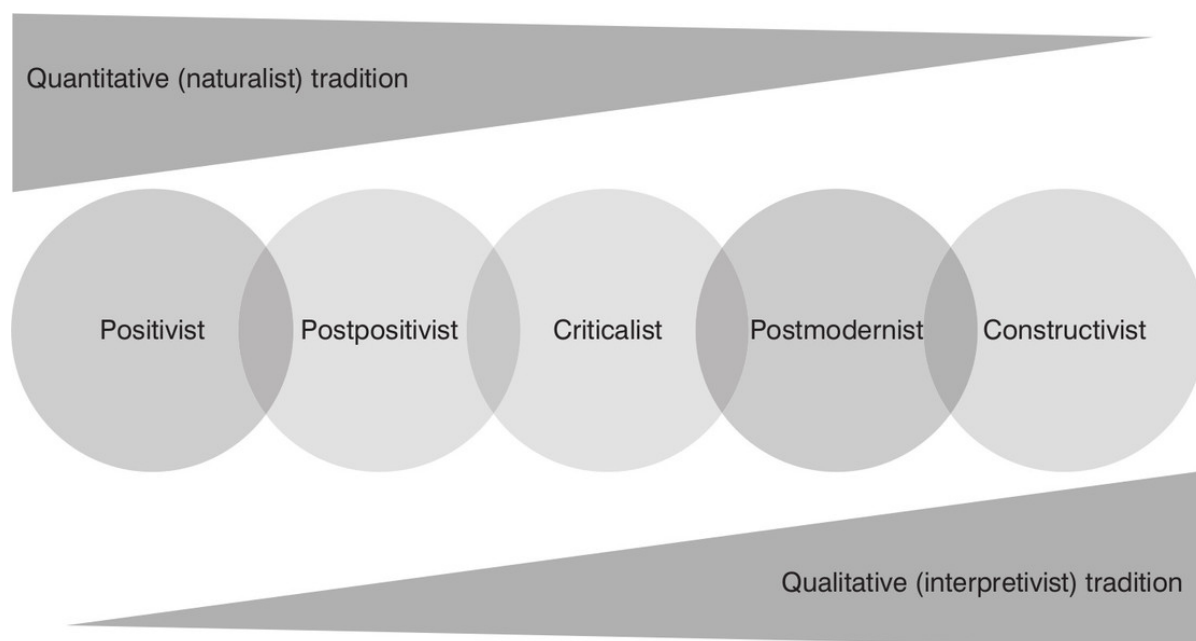 Quantitative (naturalist) tradition
Positivist
Postpositivist
Criticalist
Postmodernist
Constructivist
Qualitative (interpretivist) tradition